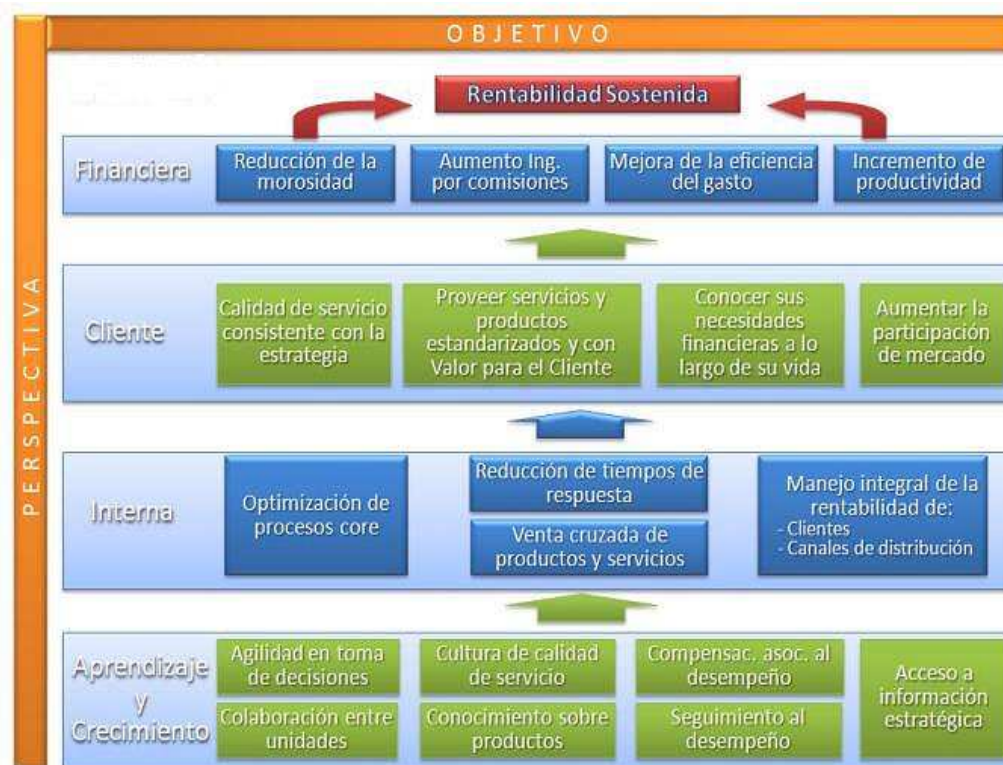 OBJETIVO
PERSPECTIVA
Rentabilidad Sostenida
Financiera
Reducción de la
morosidad
Aumento Ing.
por comisiones
Mejora de la eficiencia
del gasto
Incremento de
productividad
Cliente
Calidad de servicio
consistente con la
estrategia
Proveer servicios y
productos
estandarizados y con
Valor para el Cliente
Conocer sus
necesidades
financieras a lo
largo de su vida
Aumentar la
participación
de mercado
Interna
Optimización de
procesos core
Reducción de tiempos de
respuesta
Venta cruzada de
productos y servicios
Manejo integral de la
rentabilidad de:
- Clientes
- Canales de distribución
Aprendizaje
y
Crecimiento
Agilidad en toma
de decisiones
Cultura de calidad
de servicio
Compensac. asoc. al
desempeño
Colaboración entre
unidades
Conocimiento sobre
productos
Seguimiento al
desempeño
Acceso a
información
estratégica